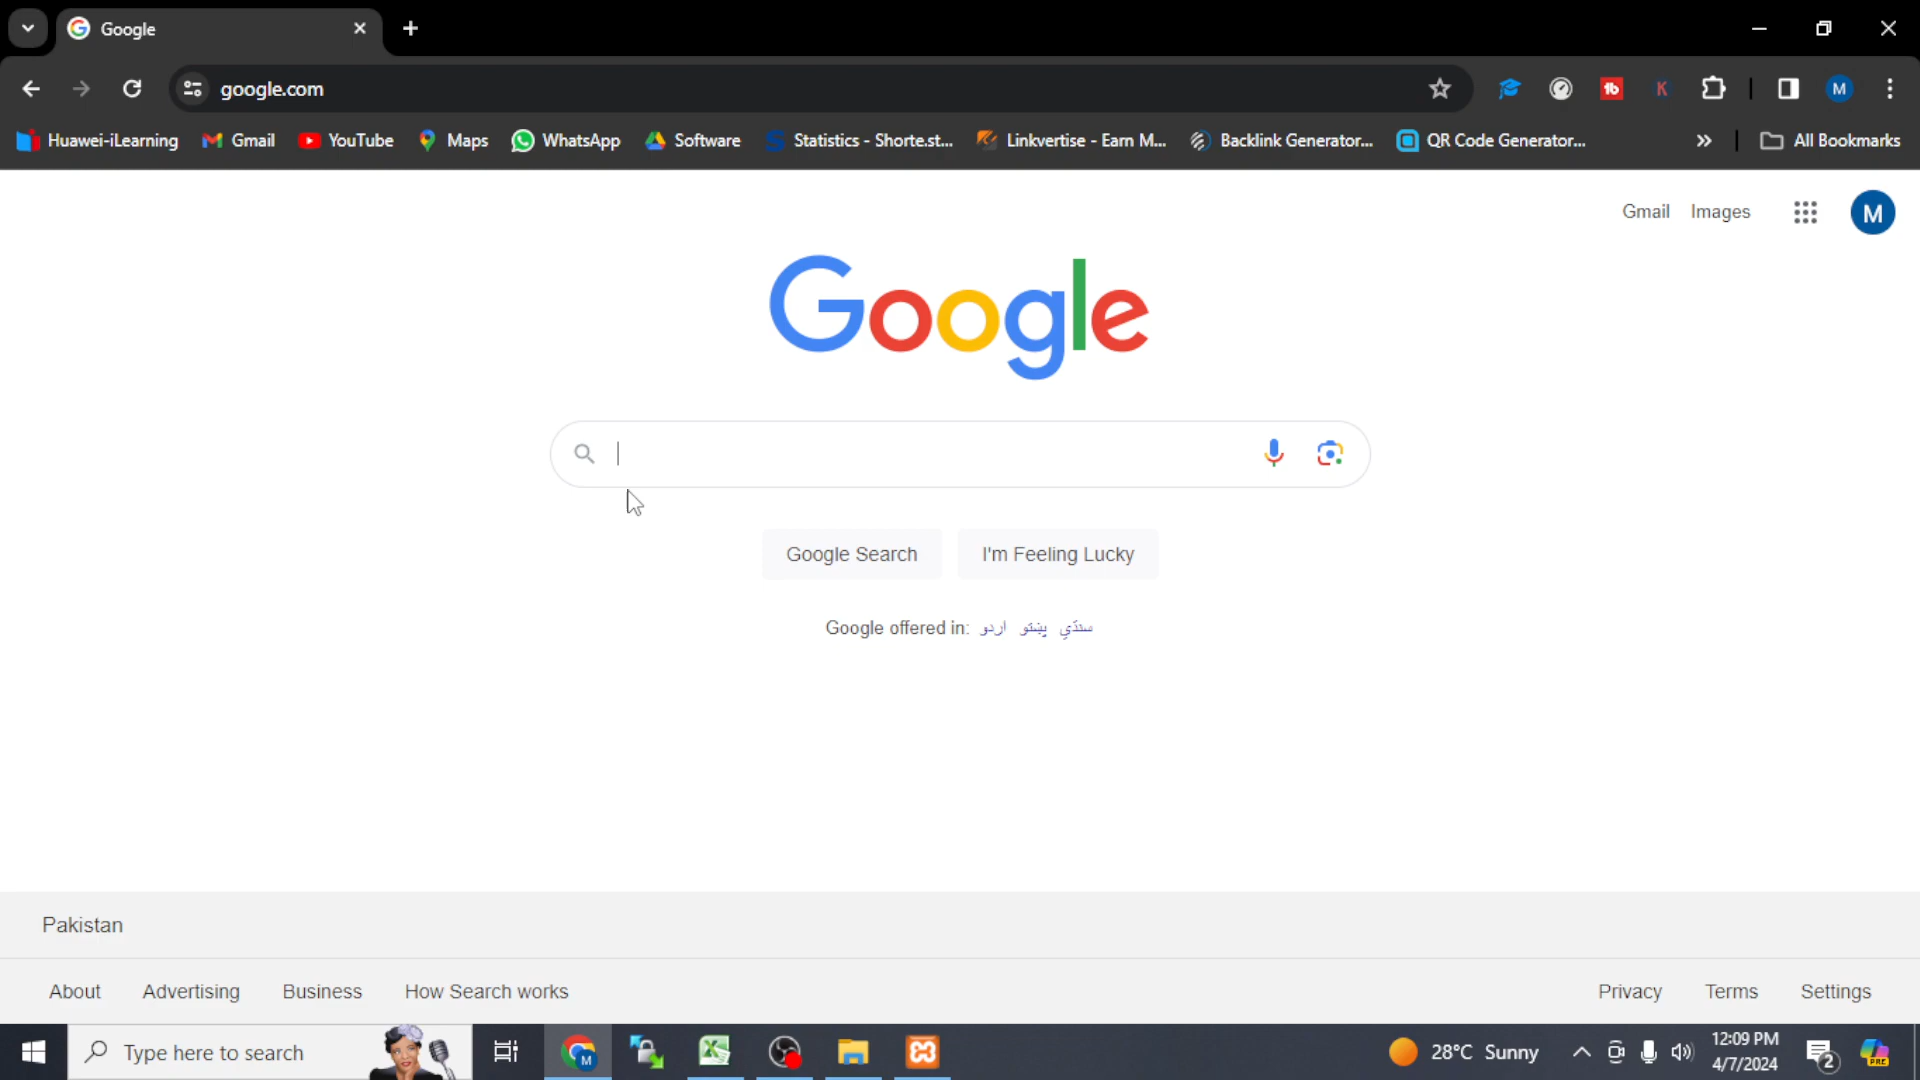 Google
google.com
M
Huawei-iLearning Gmail YouTube Maps WhatsApp Software Statistics - Shorte.st... Linkvertise - Earn M... Backlink Generator... QR Code Generator... » All Bookmarks
Gmail Images M
Google
Google Search I'm Feeling Lucky
Google offered in: اردو پښتو سنڌي
Pakistan
About Advertising Business How Search works Privacy Terms Settings
Type here to search 28°C Sunny 12:09 PM
4/7/2024 2